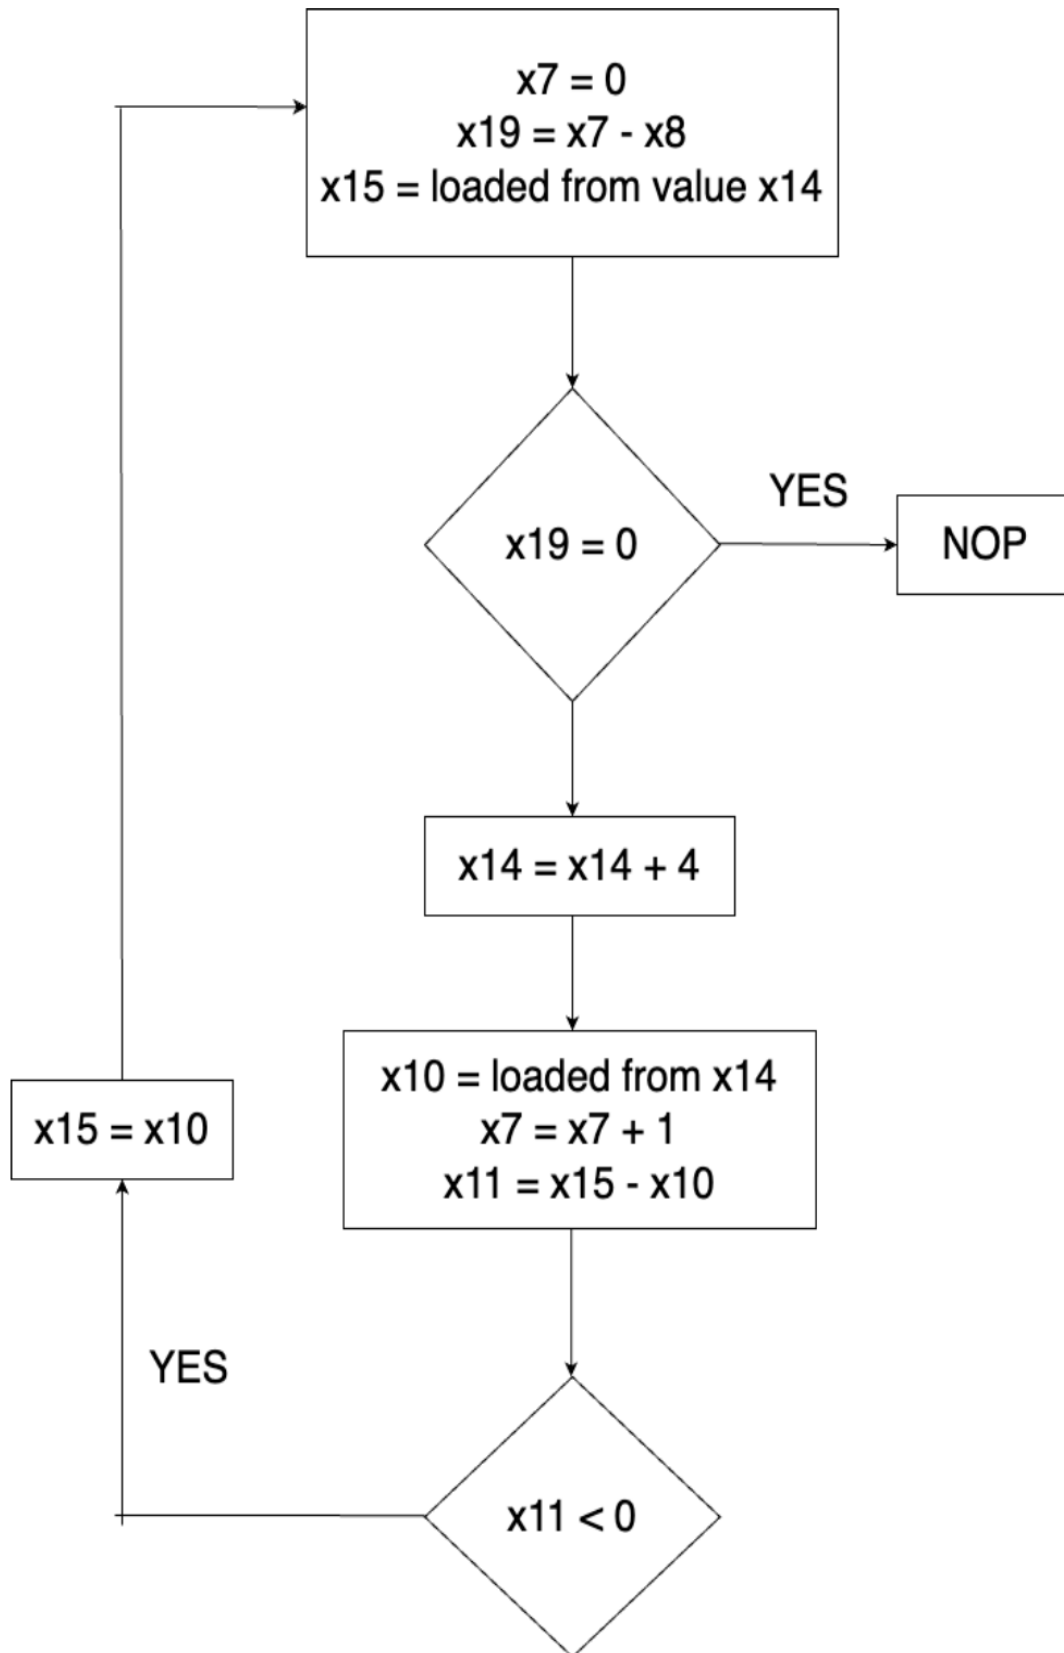 x7 = 0
x19 = x7 - x8
x15 = loaded from value x14
x19 = 0
YES
NOP
x14 = x14 + 4
x10 = loaded from x14
x7 = x7 + 1
x11 = x15 - x10
x15 = x10
YES
x11 < 0